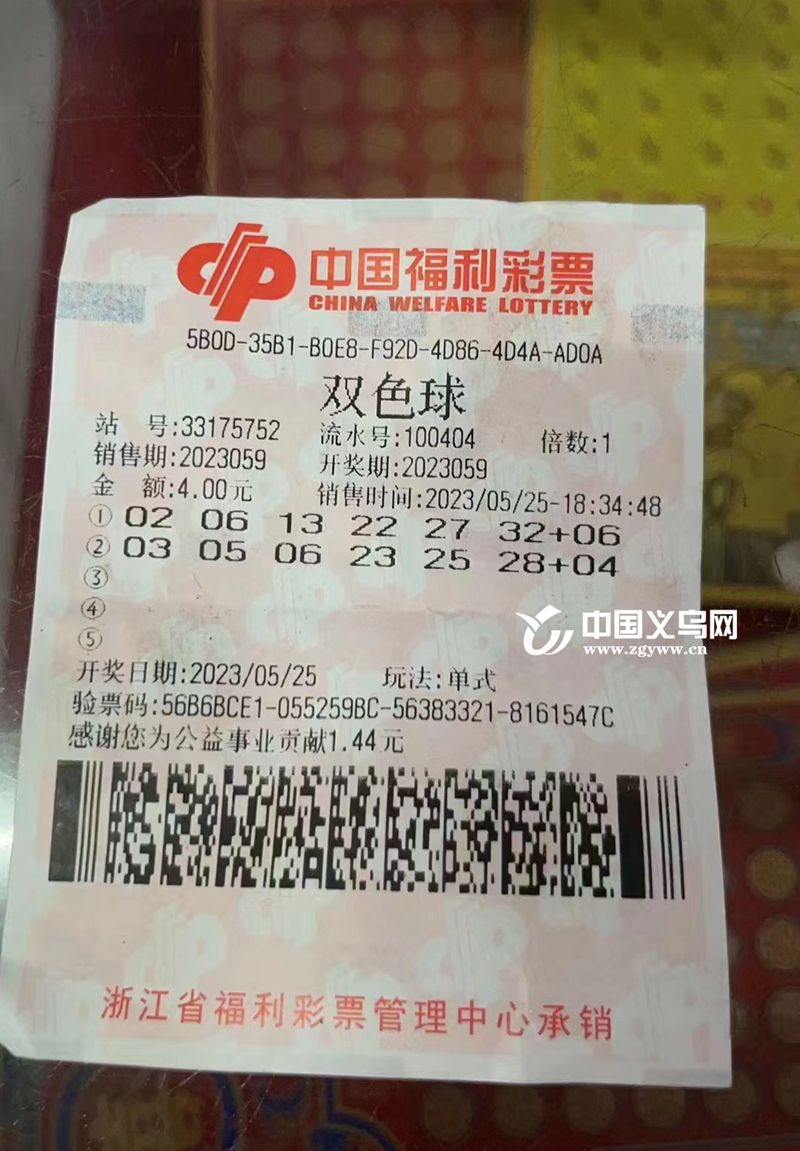 中国福利彩票
CHINA WELFARE LOTTERY
5B0D-35B1-B0E8-F92D-4D86-4D4A-AD0A
双色球
站 号:33175752 流水号:100404 倍数:1
销售期:2023059 开奖期:2023059
金 额:4.00元 销售时间:2023/05/25-18:34:48
① 02 06 13 22 27 32+06
② 03 05 06 23 25 28+04
③
④
⑤
中国义乌网
www.zgyww.cn
开奖日期:2023/05/25 玩法:单式
验票码:56B6BCE1-055259BC-56383321-8161547C
感谢您为公益事业贡献1.44元
浙江省福利彩票管理中心承销